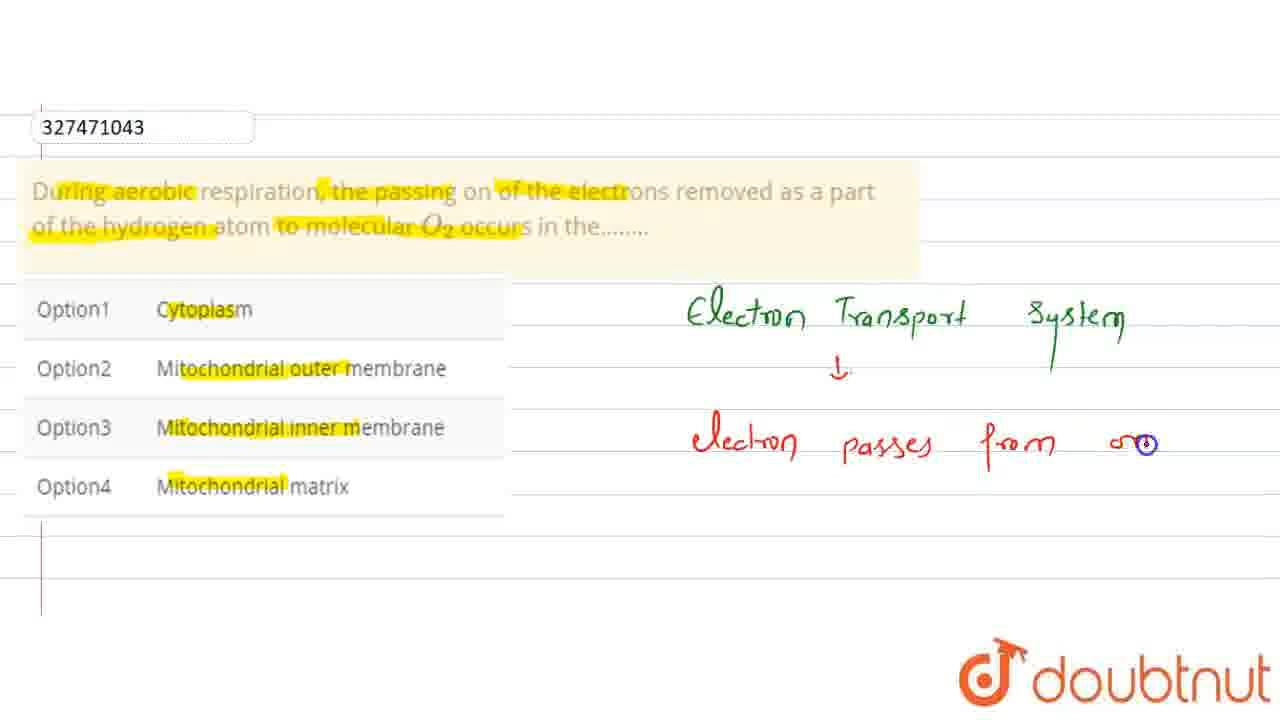 327471043
During aerobic respiration, the passing on of the electrons removed as a part
of the hydrogen atom to molecular O₂ occurs in the........
Option1 Cytoplasm
Option2 Mitochondrial outer membrane
Option3 Mitochondrial inner membrane
Option4 Mitochondrial matrix
Electron Transport System
↓
electron passes from on
doubtnut